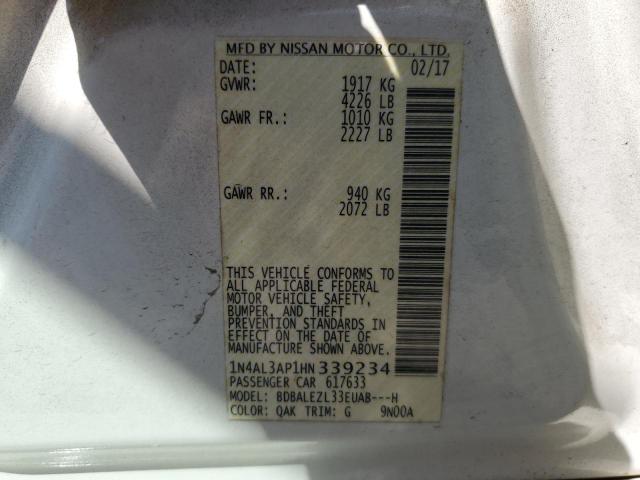 MFD BY NISSAN MOTOR CO., LTD.
DATE: 02/17
GVWR: 1917 KG
4226 LB
GAWR FR.: 1010 KG
2227 LB
GAWR RR.: 940 KG
2072 LB
THIS VEHICLE CONFORMS TO
ALL APPLICABLE FEDERAL
MOTOR VEHICLE SAFETY,
BUMPER, AND THEFT
PREVENTION STANDARDS IN
EFFECT ON THE DATE OF
MANUFACTURE SHOWN ABOVE.
1N4AL3AP1HN339234
PASSENGER CAR 617633
MODEL: BDBALEZL33EUAB---H
COLOR: QAK TRIM: G 9N00A